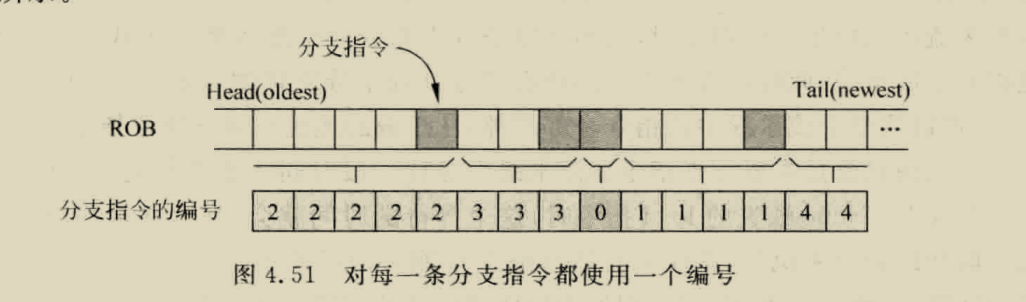 分支指令
Head(oldest) Tail(newest)
ROB ...
分支指令的编号 2 2 2 2 2 3 3 3 0 1 1 1 1 4 4
图 4.51 对每一条分支指令都使用一个编号